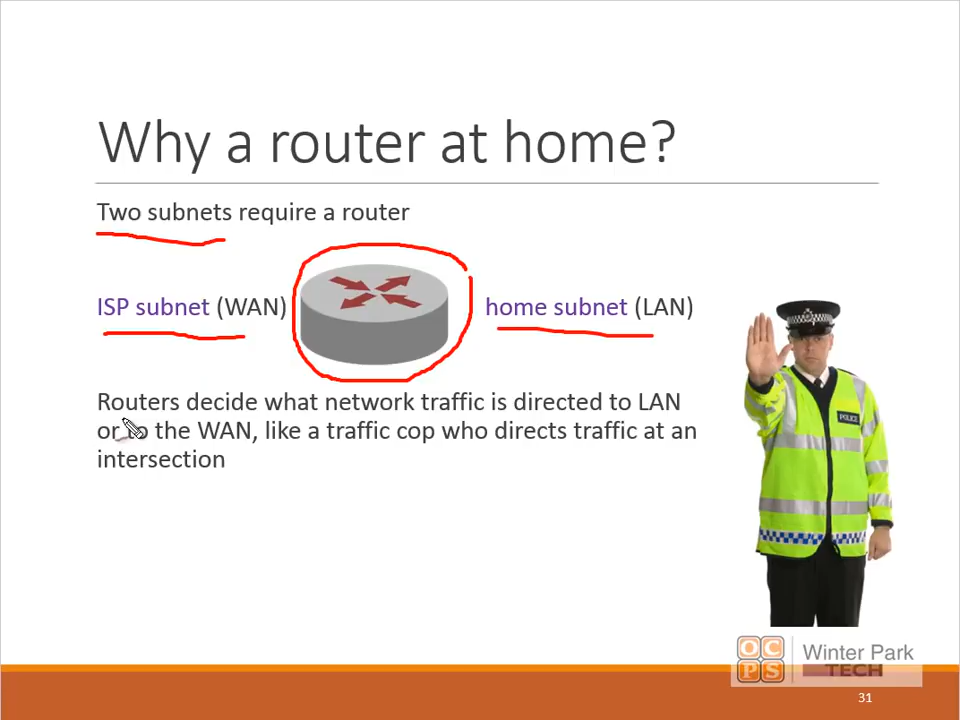 Why a router at home?
Two subnets require a router
ISP subnet (WAN)
home subnet (LAN)
Routers decide what network traffic is directed to LAN
or to the WAN, like a traffic cop who directs traffic at an
intersection
POLICE
OC
PS
Winter Park
TECH
31